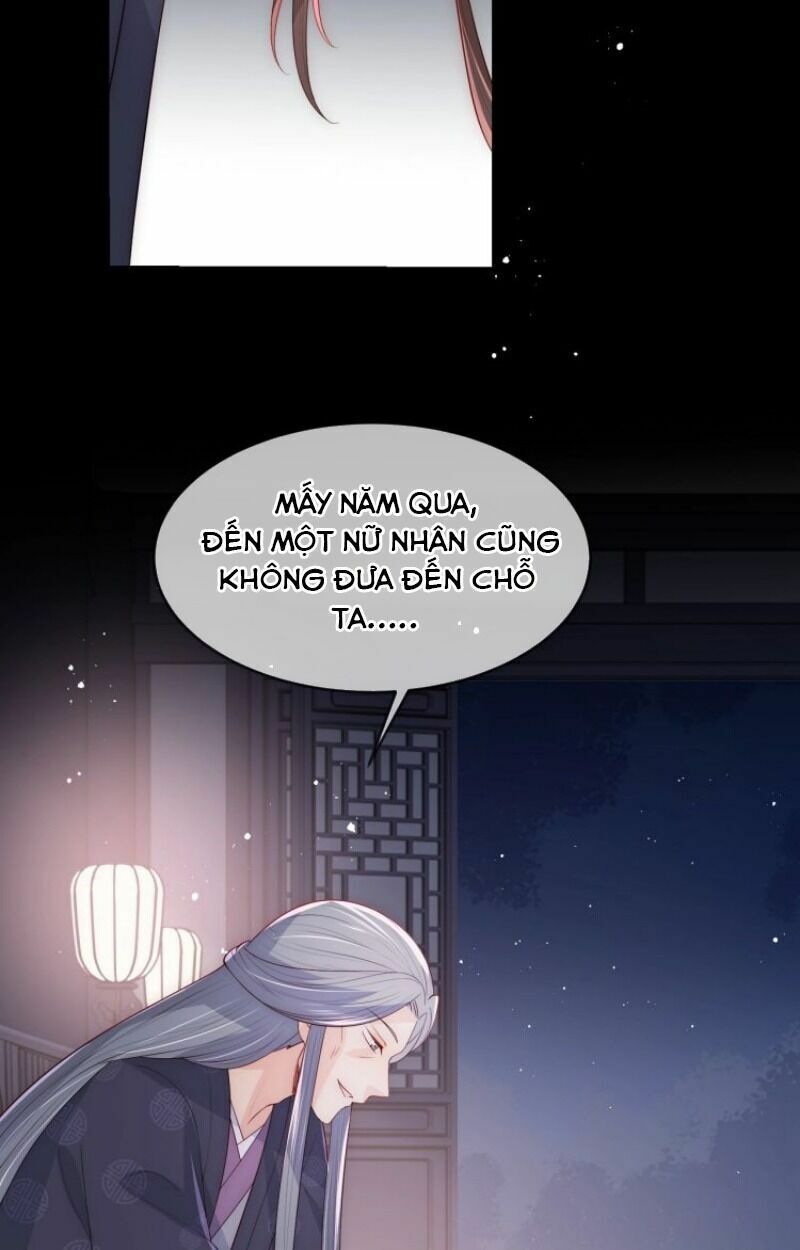 MẤY NĂM QUA,
ĐẾN MỘT NỮ NHÂN CŨNG
KHÔNG ĐƯA ĐẾN CHỖ
TA.....